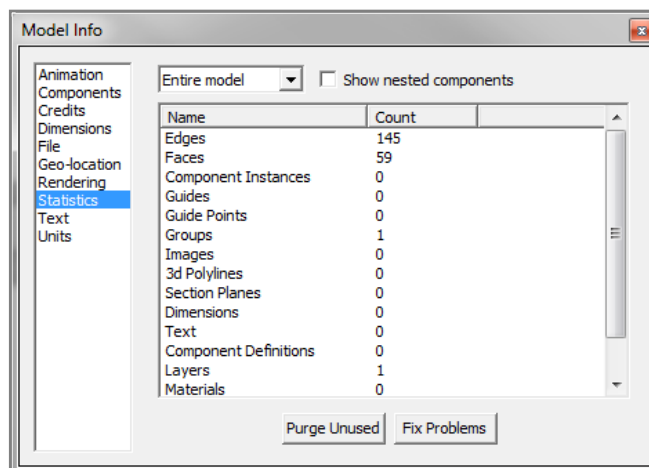 Model Info
Animation
Components
Credits
Dimensions
File
Geo-location
Rendering
Statistics
Text
Units
Entire model
Show nested components
Name Count
Edges 145
Faces 59
Component Instances 0
Guides 0
Guide Points 0
Groups 1
Images 0
3d Polylines 0
Section Planes 0
Dimensions 0
Text 0
Component Definitions 0
Layers 1
Materials 0
Purge Unused Fix Problems